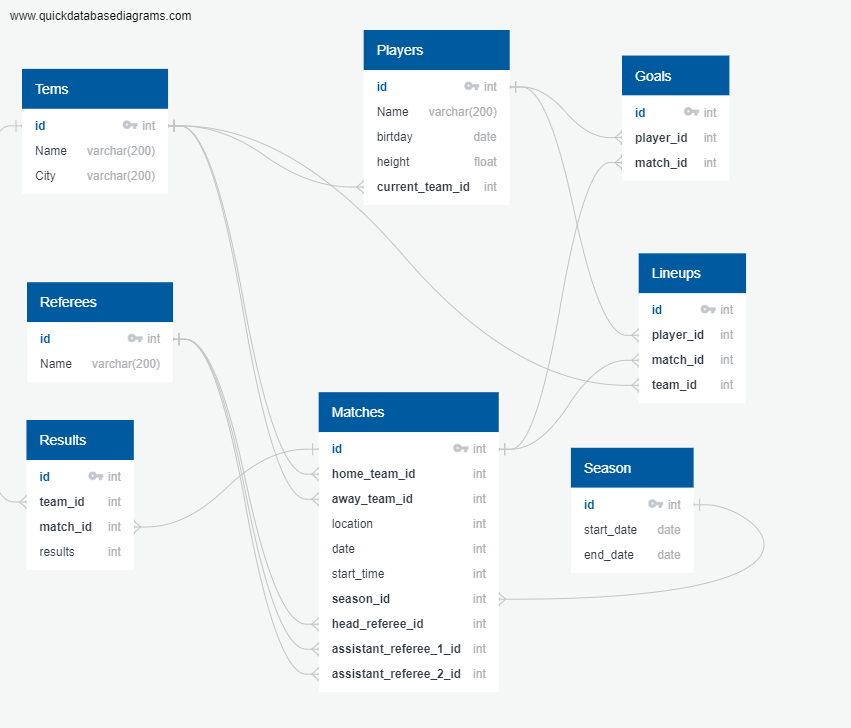 www.quickdatabasediagrams.com
Tems
id int
Name varchar(200)
City varchar(200)
Players
id int
Name varchar(200)
birtday date
height float
current_team_id int
Goals
id int
player_id int
match_id int
Referees
id int
Name varchar(200)
Lineups
id int
player_id int
match_id int
team_id int
Results
id int
team_id int
match_id int
results int
Matches
id int
home_team_id int
away_team_id int
location int
date int
start_time int
season_id int
head_referee_id int
assistant_referee_1_id int
assistant_referee_2_id int
Season
id int
start_date date
end_date date